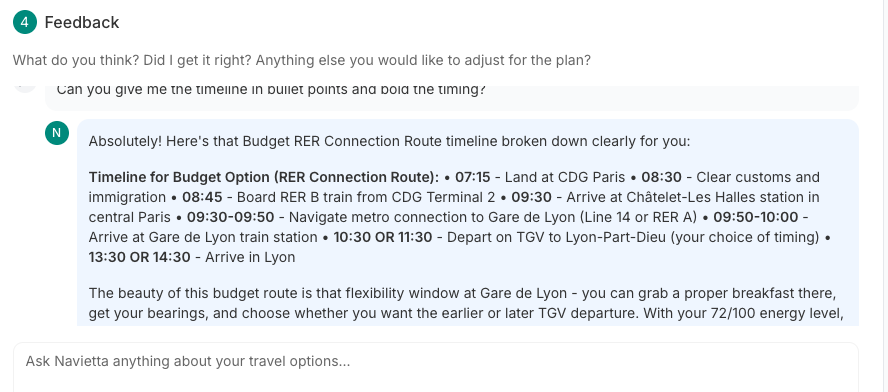 4 Feedback
What do you think? Did I get it right? Anything else you would like to adjust for the plan?
Can you give me the timeline in bullet points and bold the timing?
N
Absolutely! Here's that Budget RER Connection Route timeline broken down clearly for you:
Timeline for Budget Option (RER Connection Route): • 07:15 - Land at CDG Paris • 08:30 - Clear customs and
immigration • 08:45 - Board RER B train from CDG Terminal 2 • 09:30 - Arrive at Châtelet-Les Halles station in
central Paris • 09:30-09:50 - Navigate metro connection to Gare de Lyon (Line 14 or RER A) • 09:50-10:00 -
Arrive at Gare de Lyon train station • 10:30 OR 11:30 - Depart on TGV to Lyon-Part-Dieu (your choice of timing) •
13:30 OR 14:30 - Arrive in Lyon
The beauty of this budget route is that flexibility window at Gare de Lyon - you can grab a proper breakfast there,
get your bearings, and choose whether you want the earlier or later TGV departure. With your 72/100 energy level,
Ask Navietta anything about your travel options...